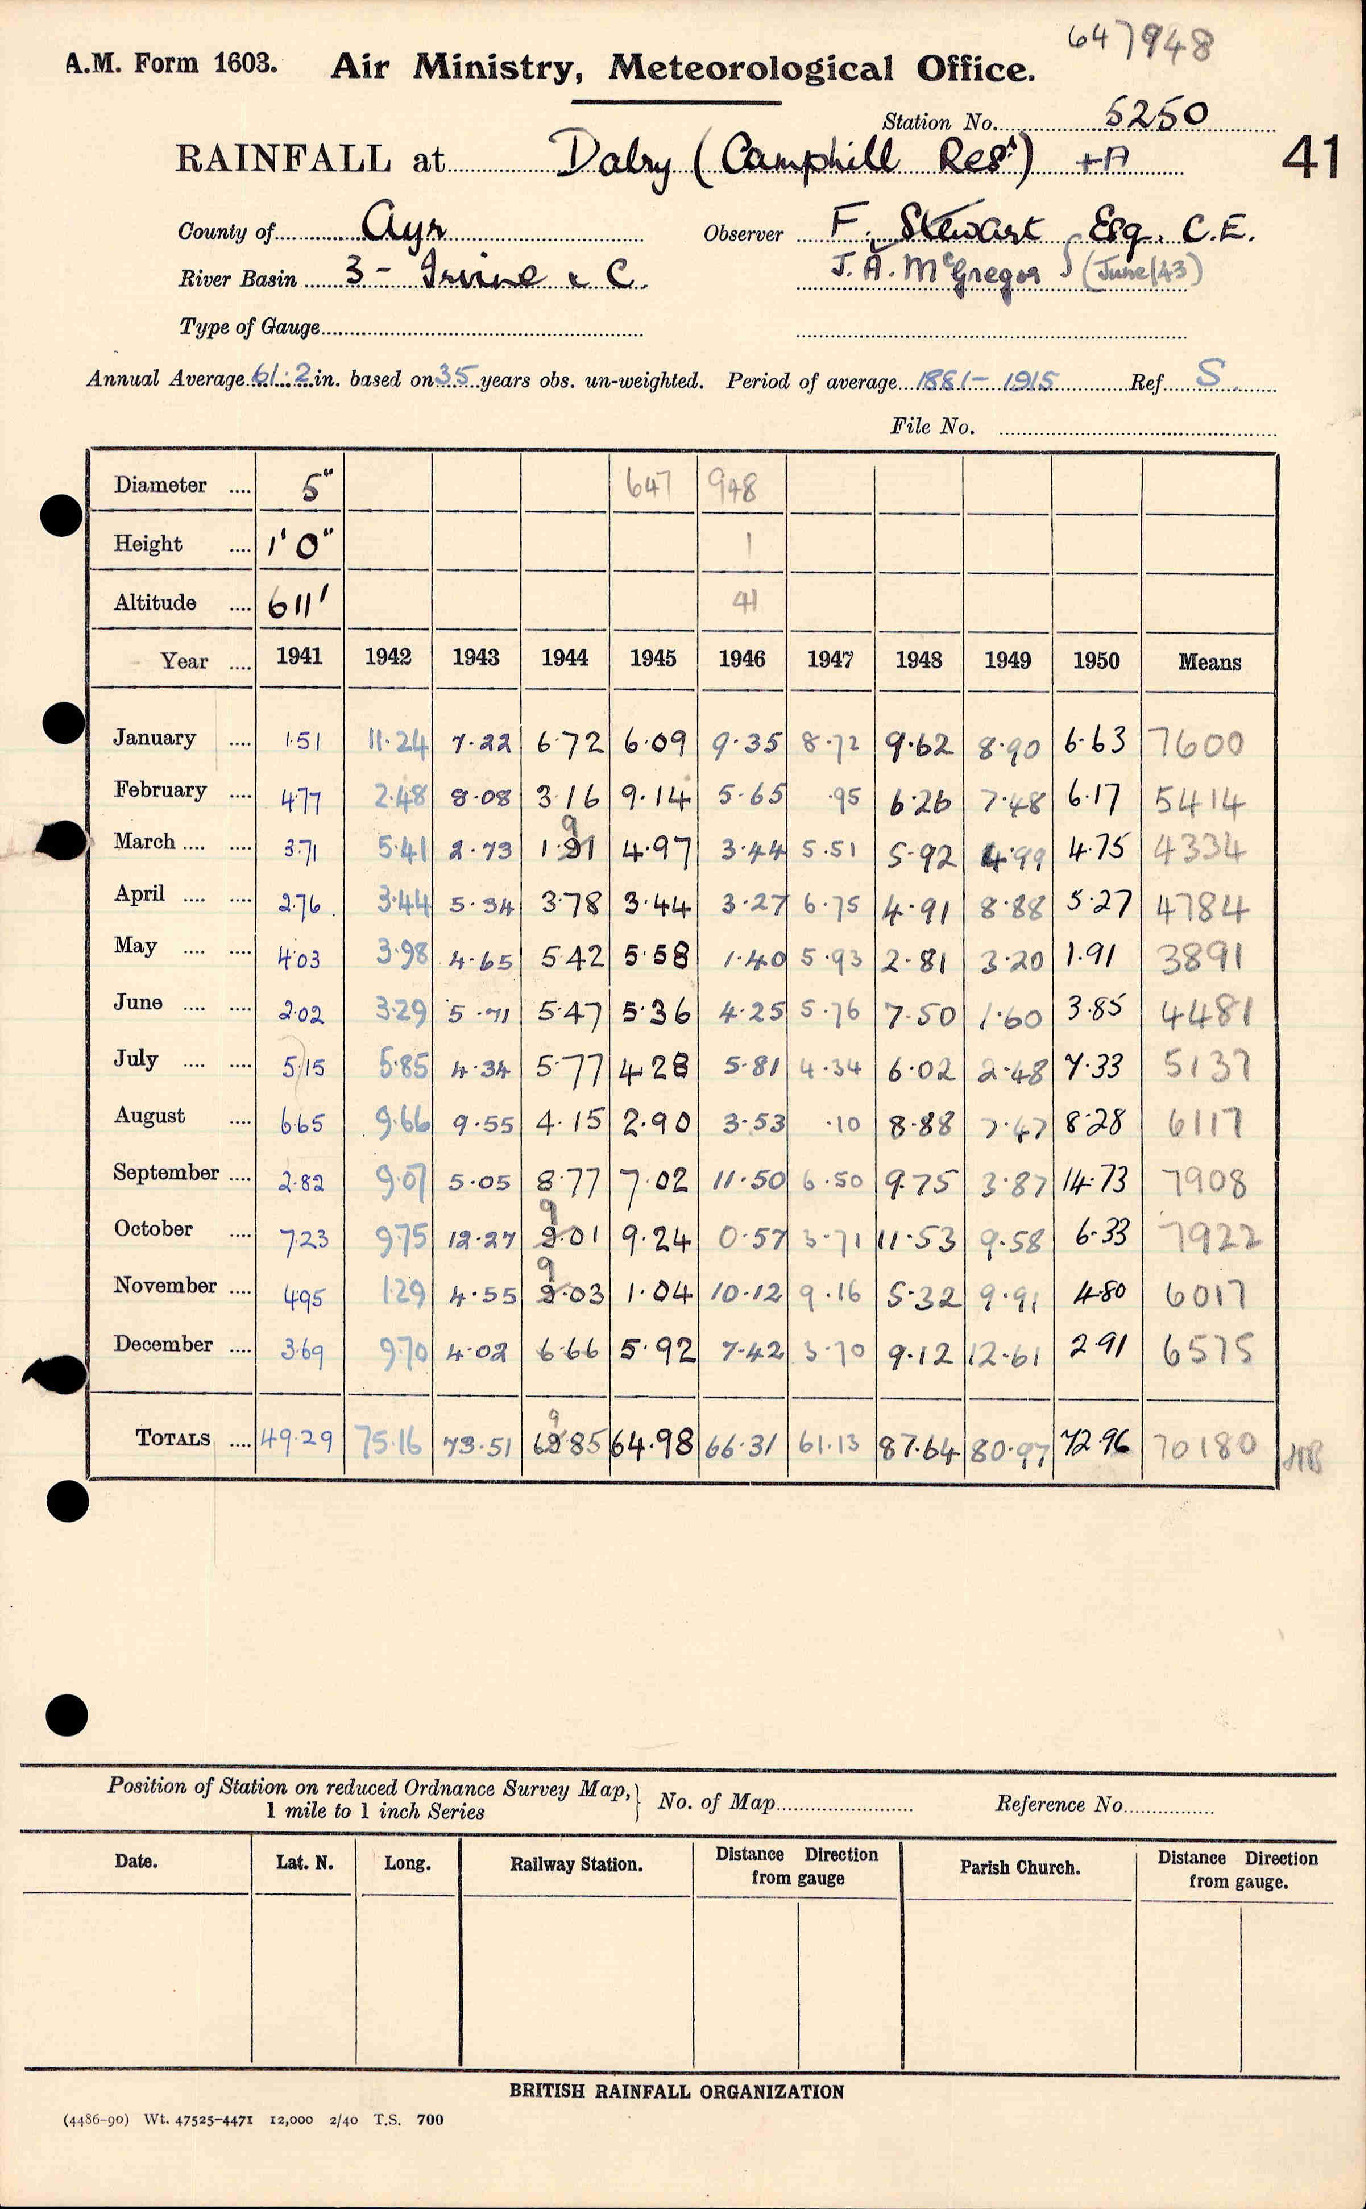 647948
A.M. Form 1603. Air Ministry, Meteorological Office.
Station No. 5250
RAINFALL at Dalry (Camphill Resr) +A 41
County of Ayr Observer F. Stewart Esq. C.E.
River Basin 3 - Irvine & C. J. A. McGregor (June/43)
Type of Gauge
Annual Average 61.2 in. based on 35 years obs. un-weighted. Period of average 1881-1915 Ref. S.
File No.
Diameter .... 5" 647 948
Height .... 1' 0" 1
Altitude .... 611' 41
Year .... 1941 1942 1943 1944 1945 1946 1947 1948 1949 1950 Means
January .... 1.51 11.24 7.22 6.72 6.09 9.35 8.72 9.62 8.90 6.63 7600
February .... 4.77 2.48 8.08 3.16 9.14 5.65 .95 6.26 7.48 6.17 5414
March .... .... 3.71 5.41 2.73 1.91 4.97 3.44 5.51 5.92 4.99 4.75 4334
April .... .... 2.76 3.44 5.34 3.78 3.44 3.27 6.75 4.91 8.88 5.27 4784
May .... .... 4.03 3.98 4.65 5.42 5.58 1.40 5.93 2.81 3.20 1.91 3891
June .... .... 2.02 3.29 5.71 5.47 5.36 4.25 5.76 7.50 1.60 3.85 4481
July .... .... 5.15 5.85 4.34 5.77 4.28 5.81 4.34 6.02 2.48 7.33 5137
August .... 6.65 9.66 9.55 4.15 2.90 3.53 .10 8.88 7.47 8.28 6117
September .... 2.82 9.07 5.05 8.77 7.02 11.50 6.50 9.75 3.87 14.73 7908
October .... 7.23 9.75 12.27 9.01 9.24 0.57 3.71 11.53 9.58 6.33 7922
November .... 4.95 1.29 4.55 9.03 1.04 10.12 9.16 5.32 9.91 4.80 6017
December .... 3.69 9.70 4.02 6.66 5.92 7.42 3.70 9.12 12.61 2.91 6575
TOTALS .... 49.29 75.16 73.51 69.85 64.98 66.31 61.13 87.64 80.97 72.96 70180
Position of Station on reduced Ordnance Survey Map,
1 mile to 1 inch Series
No. of Map Reference No.
Date. Lat. N. Long. Railway Station. Distance from gauge Direction Parish Church. Distance Direction from gauge.
BRITISH RAINFALL ORGANIZATION
(4486-90) Wt. 47525-4471 12,000 2/40 T.S. 700